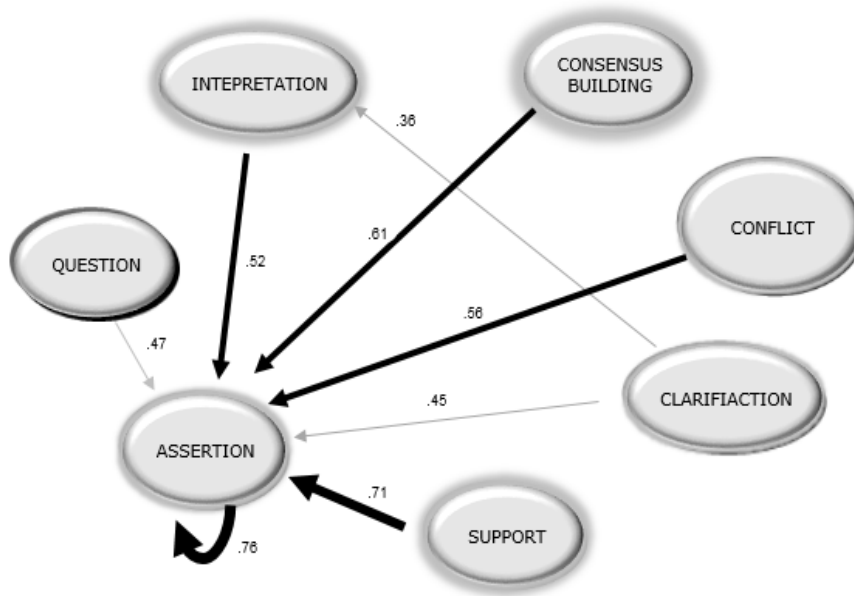 INTEPRETATION
CONSENSUS
BUILDING
.36
CONFLICT
QUESTION
.52
.61
.47
.56
CLARIFIACTION
.45
ASSERTION
.71
SUPPORT
.76